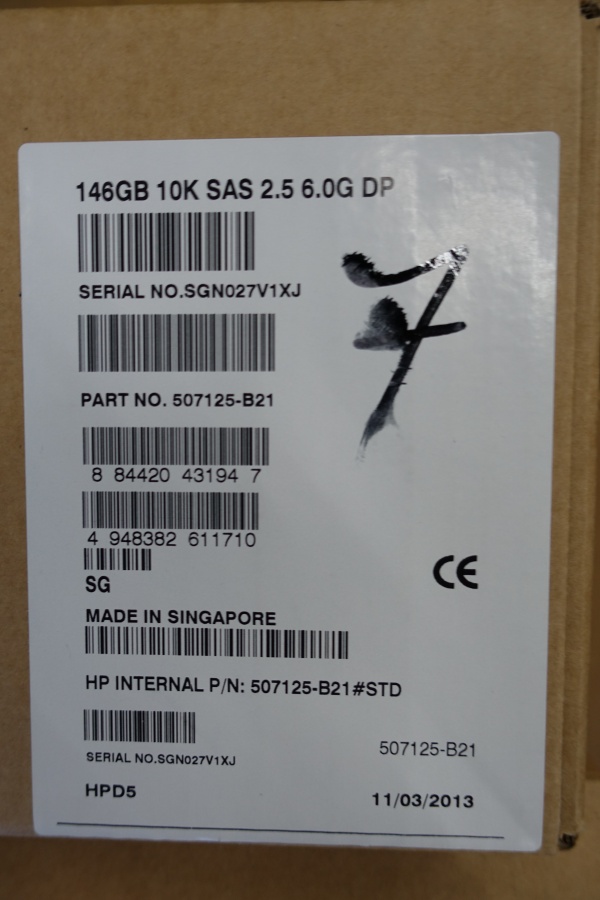 146GB 10K SAS 2.5 6.0G DP
SERIAL NO.SGN027V1XJ
7
PART NO. 507125-B21
8 84420 43194 7
4 948382 611710
SG
CE
MADE IN SINGAPORE
HP INTERNAL P/N: 507125-B21#STD
507125-B21
SERIAL NO.SGN027V1XJ
HPD5
11/03/2013